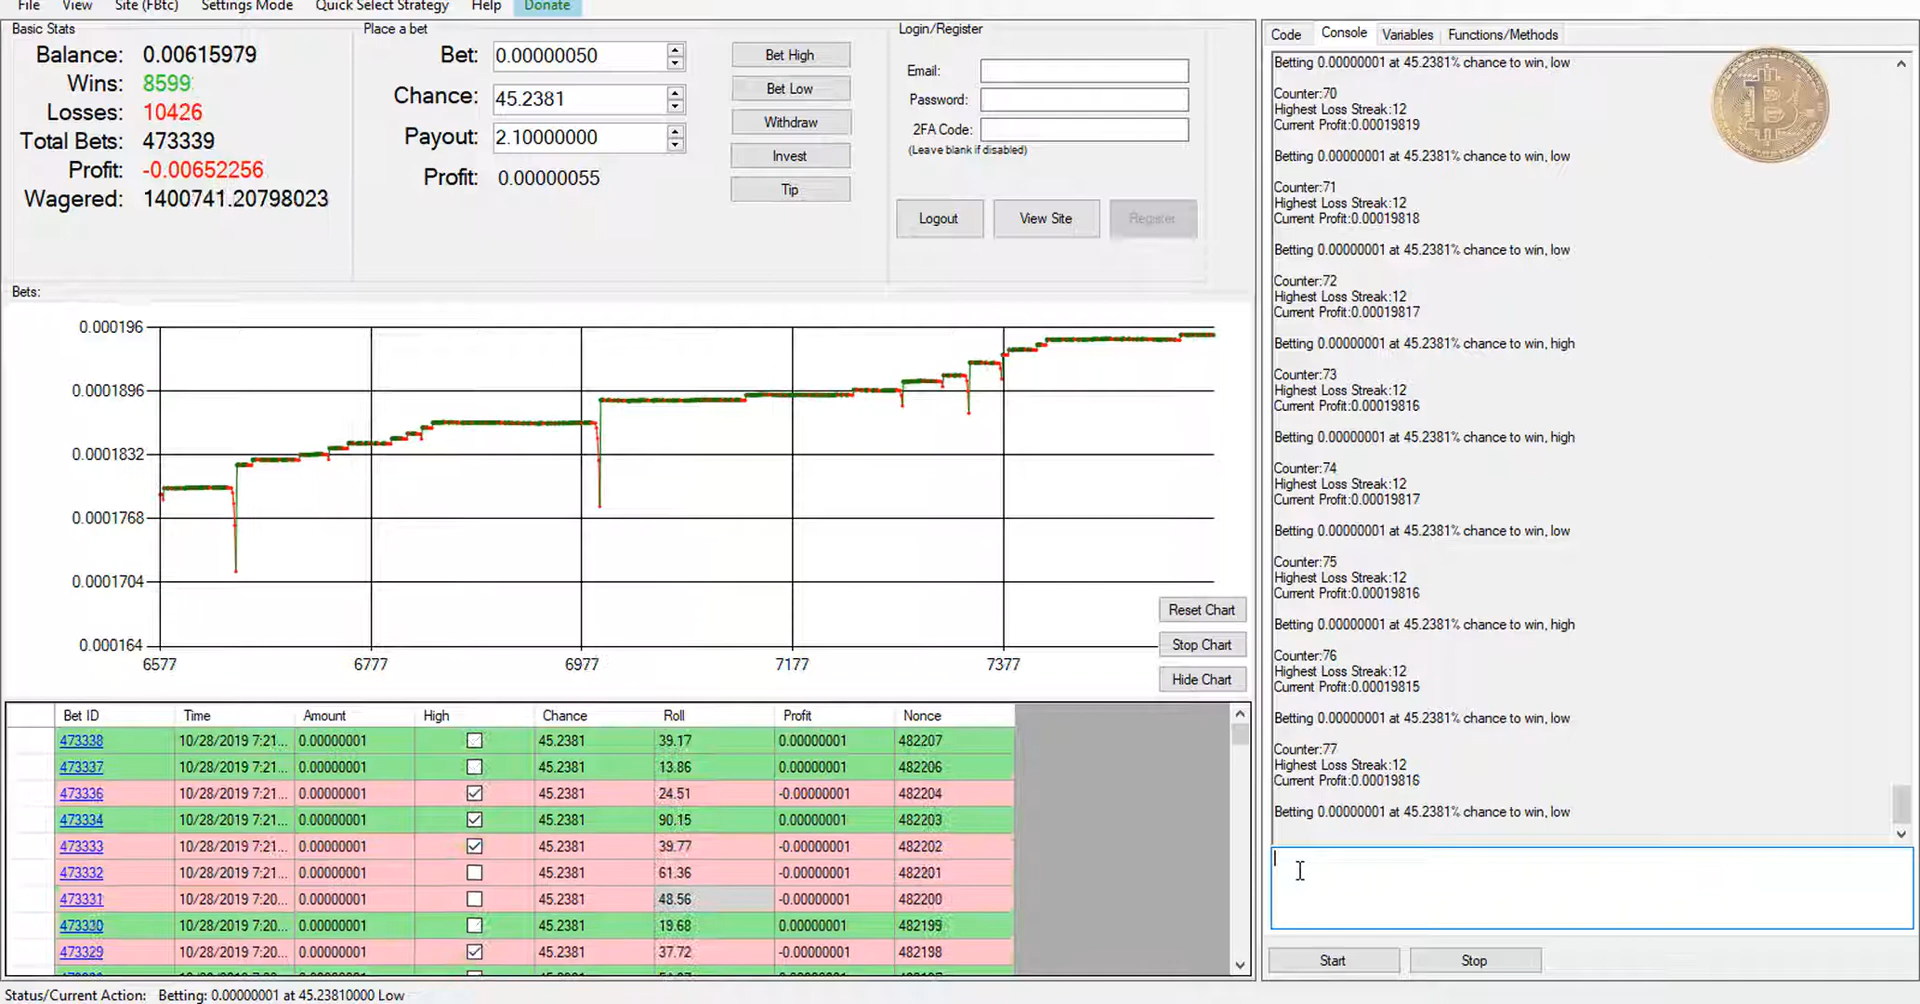 File View Site (FBtc) Settings Mode Quick Select Strategy Help Donate
Basic Stats
Balance: 0.00615979
Wins: 8599
Losses: 10426
Total Bets: 473339
Profit: -0.00652256
Wagered: 1400741.20798023
Place a bet
Bet: 0.00000050
Chance: 45.2381
Payout: 2.10000000
Profit: 0.00000055
Bet High
Bet Low
Withdraw
Invest
Tip
Login/Register
Email:
Password:
2FA Code:
(Leave blank if disabled)
Logout View Site Register
Bets:
0.000196
0.0001896
0.0001832
0.0001768
0.0001704
0.000164
6577 6777 6977 7177 7377
Reset Chart
Stop Chart
Hide Chart
Bet ID Time Amount High Chance Roll Profit Nonce
473338 10/28/2019 7:21... 0.00000001 45.2381 39.17 0.00000001 482207
473337 10/28/2019 7:21... 0.00000001 45.2381 13.86 0.00000001 482206
473336 10/28/2019 7:21... 0.00000001 45.2381 24.51 -0.00000001 482204
473334 10/28/2019 7:21... 0.00000001 45.2381 90.15 0.00000001 482203
473333 10/28/2019 7:21... 0.00000001 45.2381 39.77 -0.00000001 482202
473332 10/28/2019 7:21... 0.00000001 45.2381 61.36 -0.00000001 482201
473331 10/28/2019 7:20... 0.00000001 45.2381 48.56 -0.00000001 482200
473330 10/28/2019 7:20... 0.00000001 45.2381 19.68 0.00000001 482199
473329 10/28/2019 7:20... 0.00000001 45.2381 37.72 -0.00000001 482198
Status/Current Action: Betting: 0.00000001 at 45.23810000 Low
Code Console Variables Functions/Methods
Betting 0.00000001 at 45.2381% chance to win, low
Counter:70
Highest Loss Streak:12
Current Profit:0.00019819
Betting 0.00000001 at 45.2381% chance to win, low
Counter:71
Highest Loss Streak:12
Current Profit:0.00019818
Betting 0.00000001 at 45.2381% chance to win, low
Counter:72
Highest Loss Streak:12
Current Profit:0.00019817
Betting 0.00000001 at 45.2381% chance to win, high
Counter:73
Highest Loss Streak:12
Current Profit:0.00019816
Betting 0.00000001 at 45.2381% chance to win, high
Counter:74
Highest Loss Streak:12
Current Profit:0.00019817
Betting 0.00000001 at 45.2381% chance to win, low
Counter:75
Highest Loss Streak:12
Current Profit:0.00019816
Betting 0.00000001 at 45.2381% chance to win, high
Counter:76
Highest Loss Streak:12
Current Profit:0.00019815
Betting 0.00000001 at 45.2381% chance to win, low
Counter:77
Highest Loss Streak:12
Current Profit:0.00019816
Betting 0.00000001 at 45.2381% chance to win, low
Start Stop